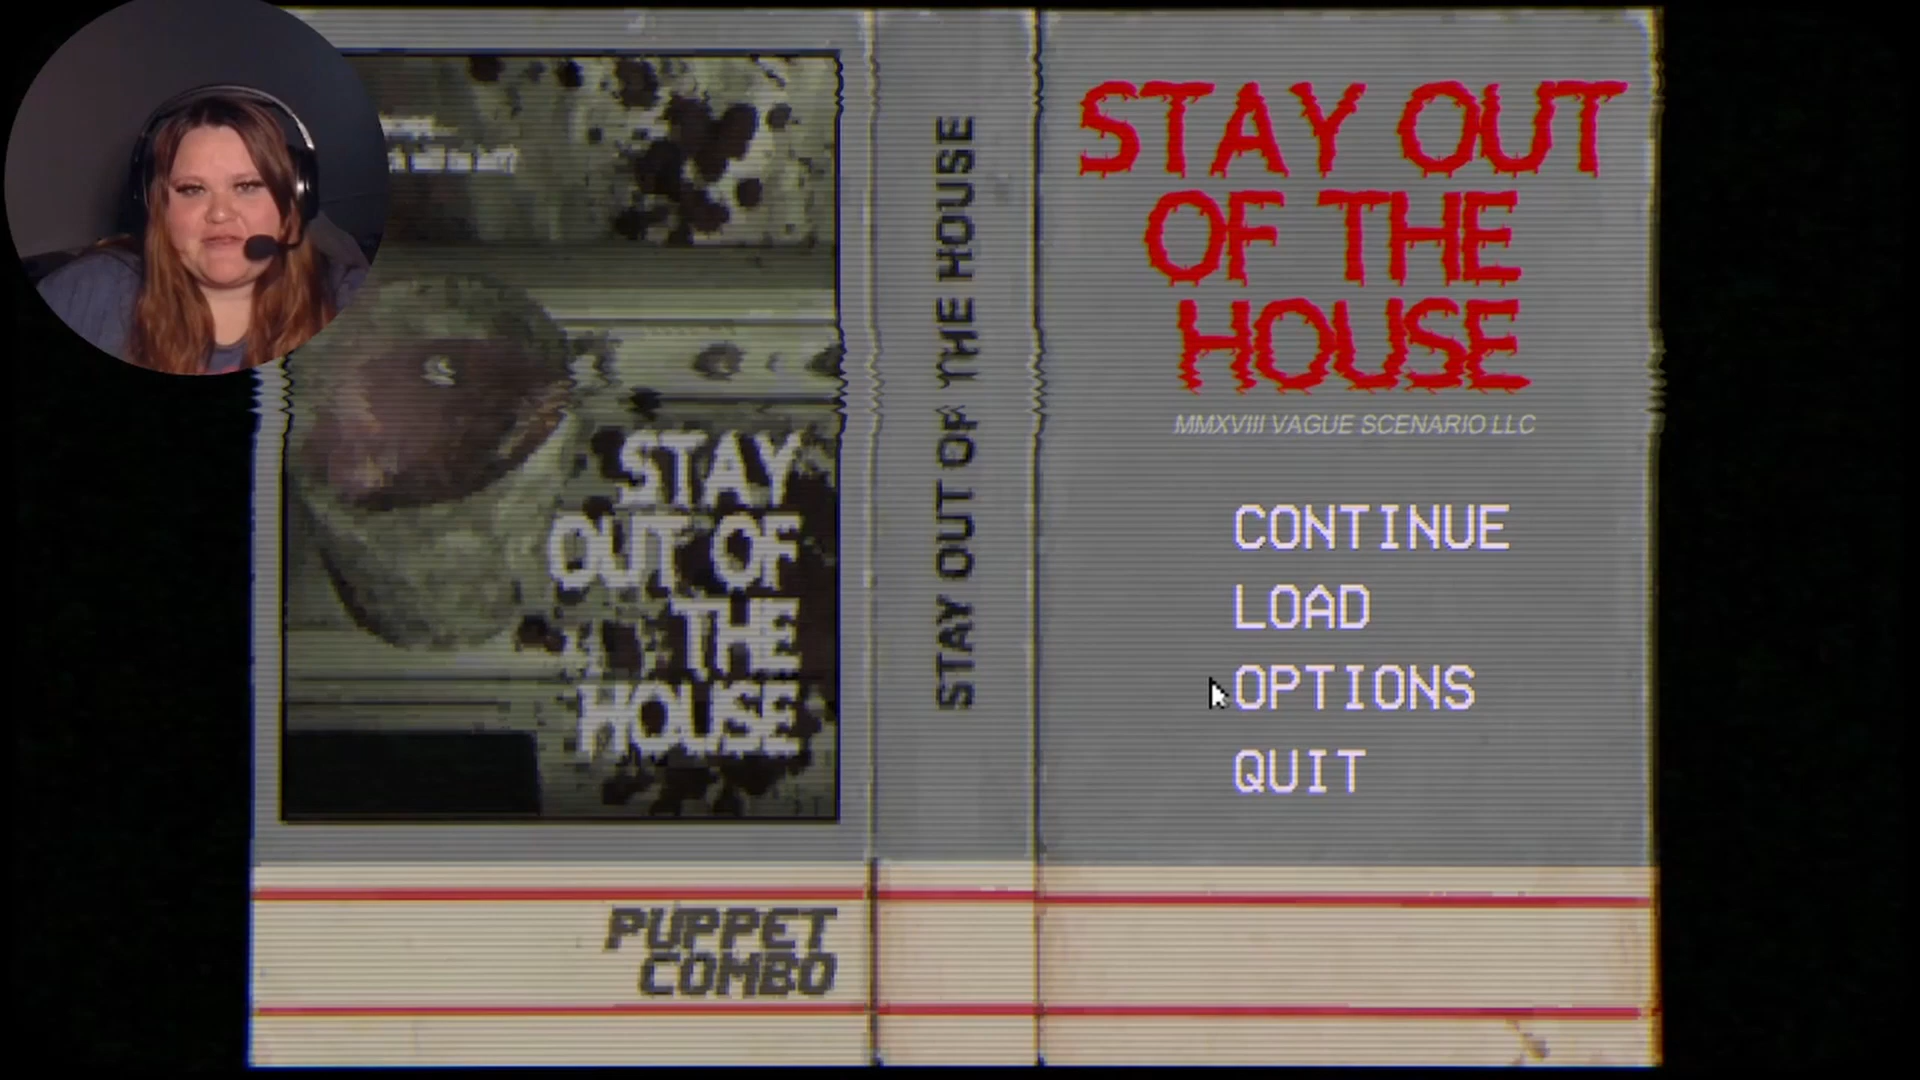 STAY
OUT OF
THE
HOUSE
PUPPET
COMBO
STAY OUT OF THE HOUSE
STAY OUT
OF THE
HOUSE
MMXVIII VAGUE SCENARIO LLC
CONTINUE
LOAD
OPTIONS
QUIT